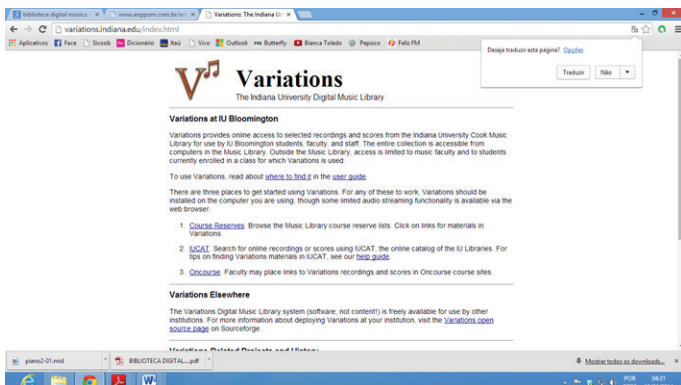 biblioteca digital música
www.anppom.com.br/an
Variations: The Indiana Un
variations.indiana.edu/index.html
Aplicativos Face Sicoob Dicionário Itaú Vivo Outlook Butterfly Bianca Toledo Pepsico Feliz FM
Deseja traduzir esta página? Opções
Traduzir Não
Variations
The Indiana University Digital Music Library
Variations at IU Bloomington
Variations provides online access to selected recordings and scores from the Indiana University Cook Music
Library for use by IU Bloomington students, faculty, and staff. The entire collection is accessible from
computers in the Music Library. Outside the Music Library, access is limited to music faculty and to students
currently enrolled in a class for which Variations is used.
To use Variations, read about where to find it in the user guide.
There are three places to get started using Variations. For any of these to work, Variations should be
installed on the computer you are using, though some limited audio streaming functionality is available via the
web browser.
1. Course Reserves. Browse the Music Library course reserve lists. Click on links for materials in
Variations.
2. IUCAT. Search for online recordings or scores using IUCAT, the online catalog of the IU Libraries. For
tips on finding Variations materials in IUCAT, see our help guide.
3. Oncourse. Faculty may place links to Variations recordings and scores in Oncourse course sites.
Variations Elsewhere
The Variations Digital Music Library system (software, not content!) is freely available for use by other
institutions. For more information about deploying Variations at your institution, visit the Variations open
source page on Sourceforge.
Variations Related Projects and History
piano2-01.mid
BIBLIOTECA DIGITAL....pdf
Mostrar todos os downloads...
POR 04:31